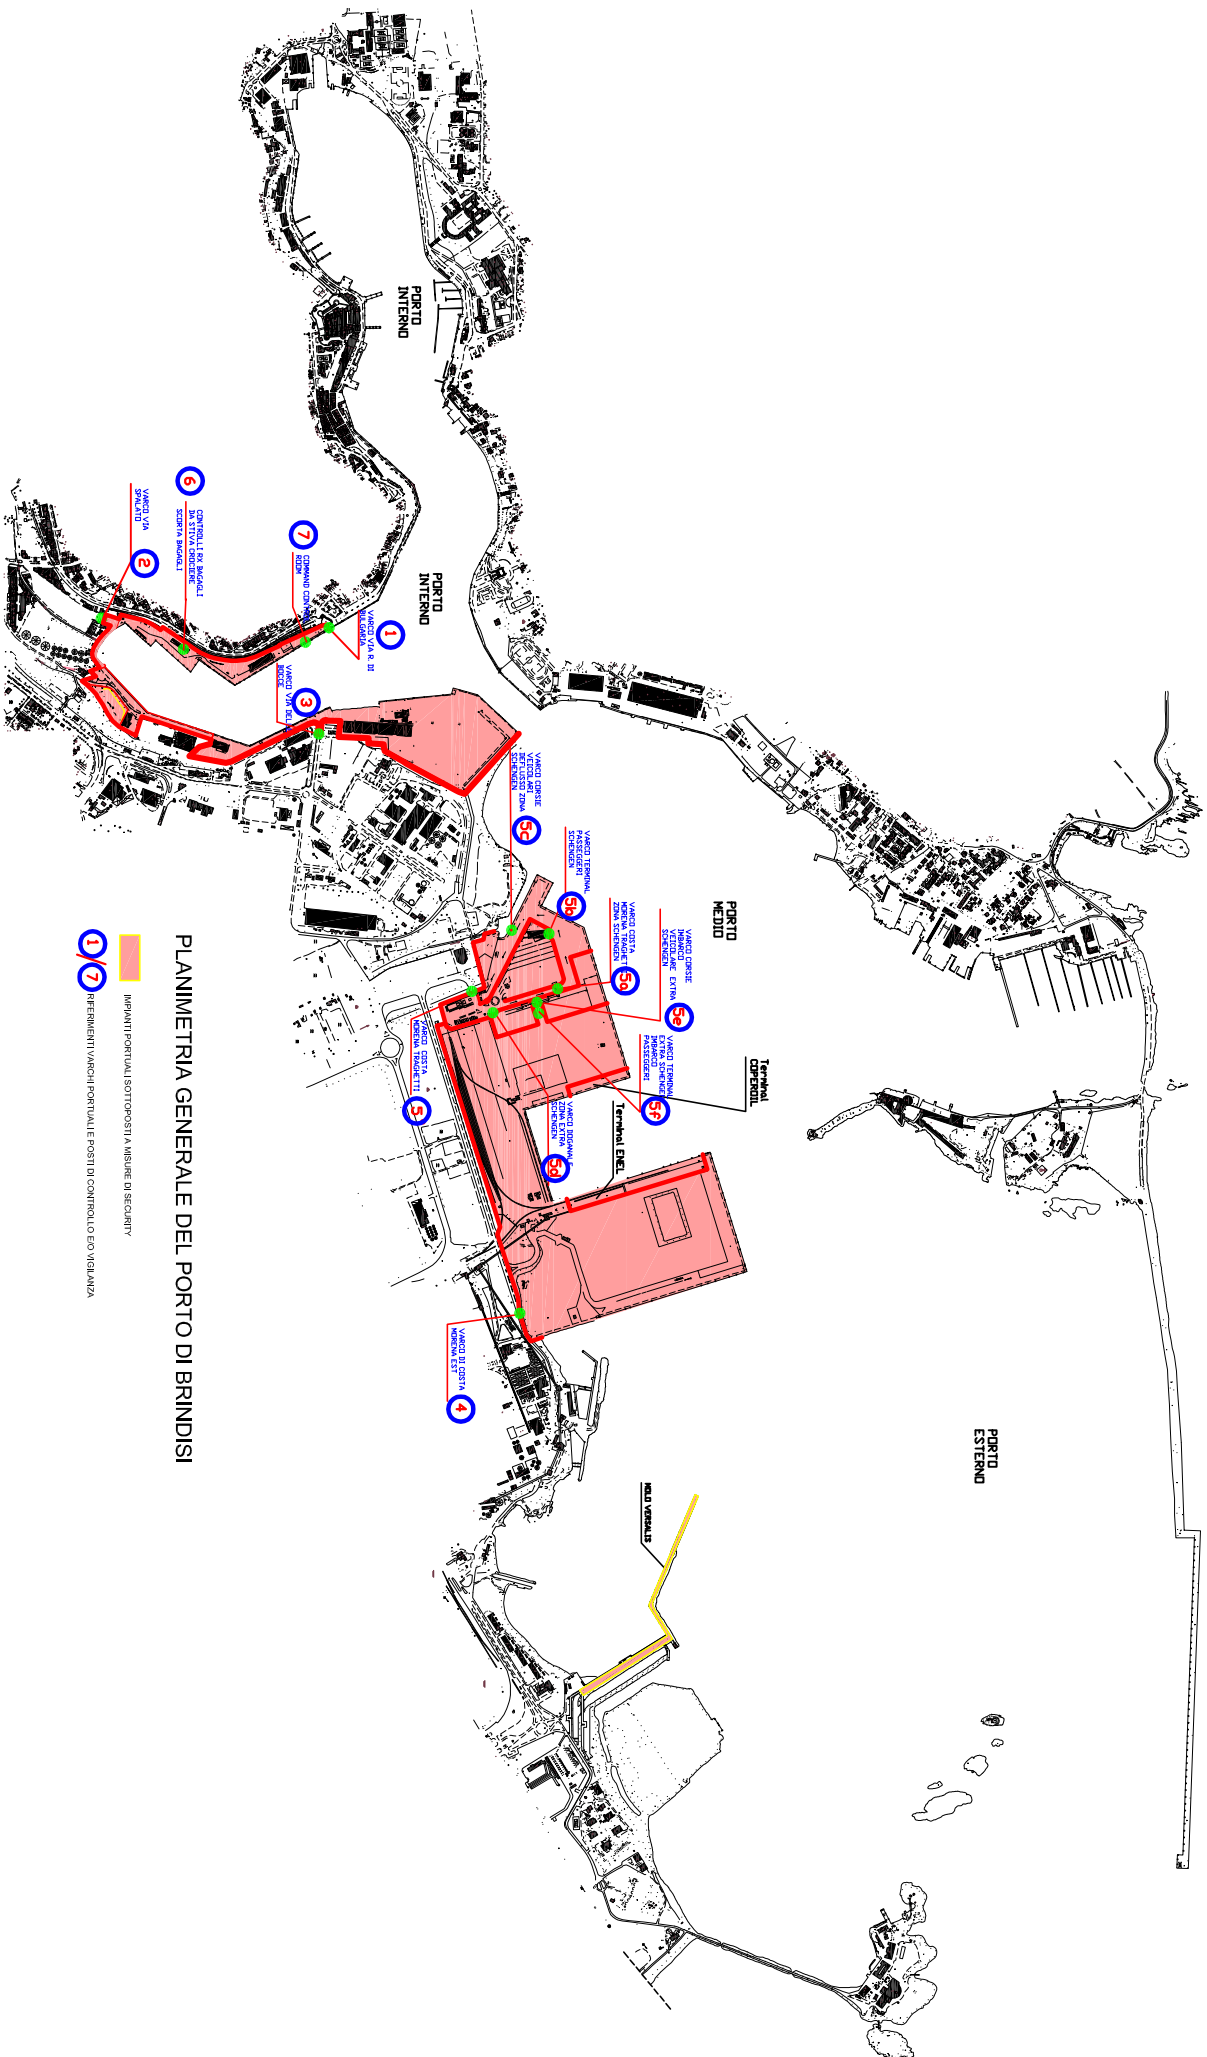 PORTO
INTERNO
PORTO
INTERNO
PORTO
MEDIO
PORTO
ESTERNO
6
CONTROLLI RX BAGAGLI
DA STIVA CROCIERE
SCORTA BAGAGLI
VARCO VIA
SPALATO
2
7
COMMAND CONTROL
ROOM
1
VARCO VIA R. DI
BULGARIA
3
VARCO VIA DELLE
BOCCE
VARCO CORSIE
VEICOLARI
DEFLUSSO ZONA
SCHENGEN
5c
VARCO TERMINAL
PASSEGGERI
SCHENGEN
5b
VARCO COSTA
MORENA TRAGHETTI
ZONA SCHENGEN
5a
VARCO CORSIE
IMBARCO
VEICOLARE EXTRA
SCHENGEN
5e
VARCO TERMINAL
EXTRA SCHENGEN
IMBARCO
PASSEGGERI
5f
VARCO DOGANALE
ZONA EXTRA
SCHENGEN
5d
VARCO COSTA
MORENA TRAGHETTI
5
Terminal
COPEROIL
Terminal ENEL
VARCO DI COSTA
MORENA EST
4
MOLO VERSALIS
PLANIMETRIA GENERALE DEL PORTO DI BRINDISI
IMPIANTI PORTUALI SOTTOPOSTI A MISURE DI SECURITY
1/7 RIFERIMENTI VARCHI PORTUALI E POSTI DI CONTROLLO E/O VIGILANZA